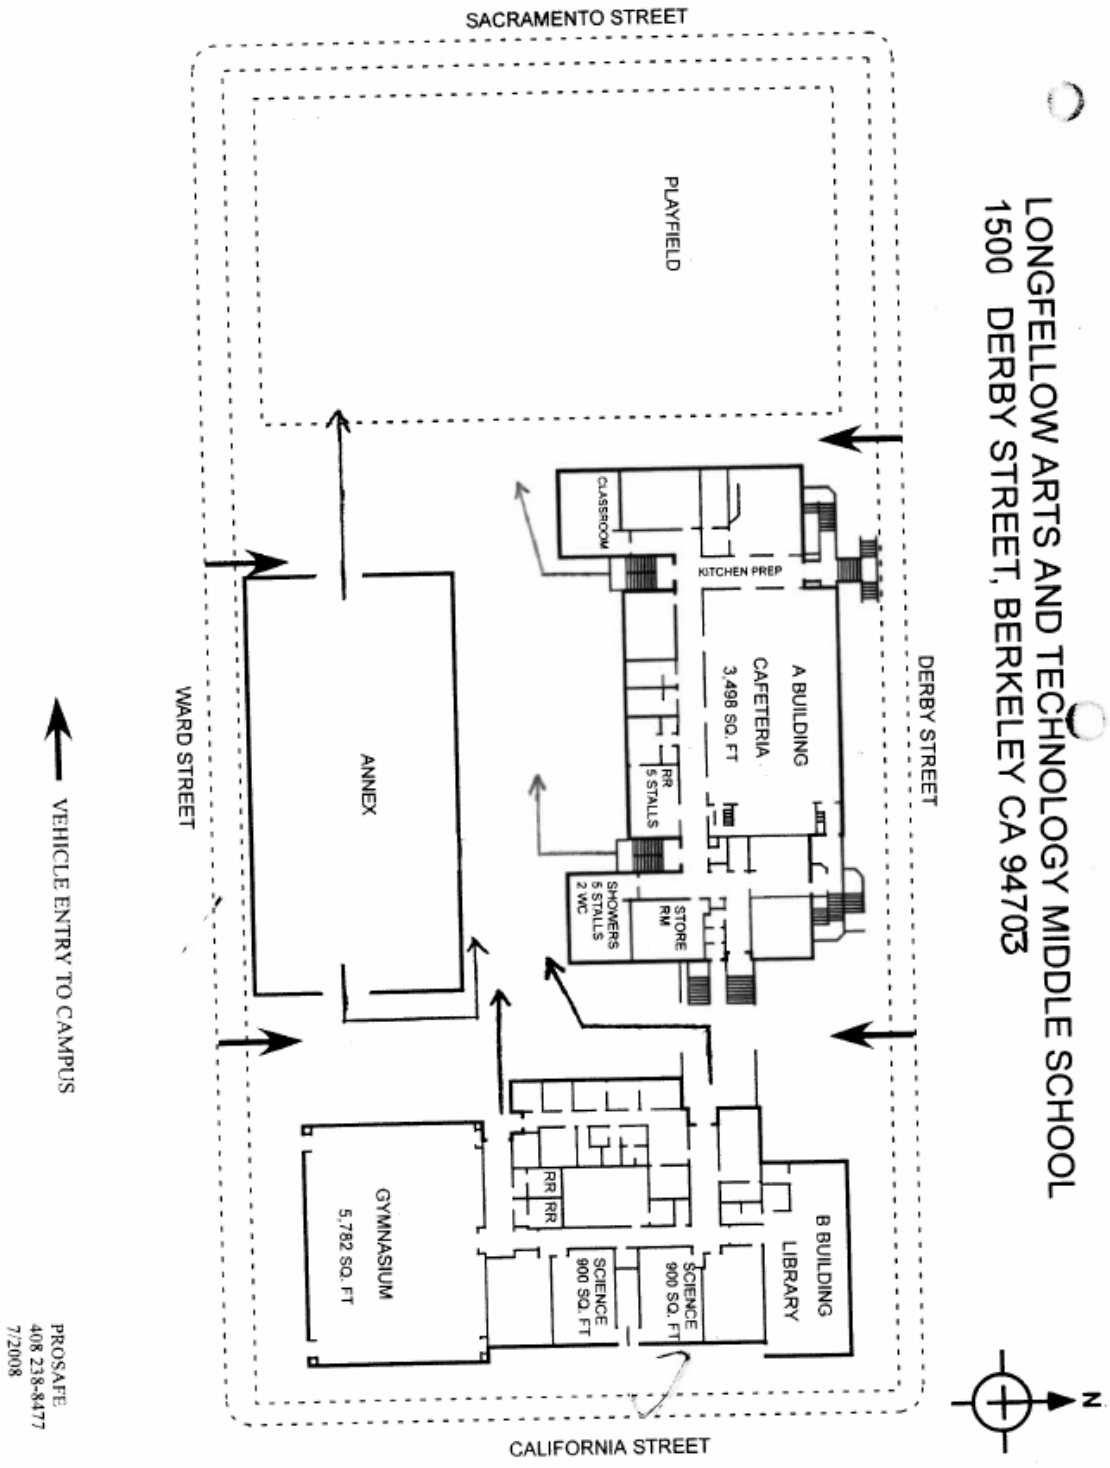 SACRAMENTO STREET
LONGFELLOW ARTS AND TECHNOLOGY MIDDLE SCHOOL
1500 DERBY STREET, BERKELEY CA 94703
PLAYFIELD
CLASSROOM
KITCHEN PREP
A BUILDING
CAFETERIA
3,498 SQ. FT
DERBY STREET
RR
5 STALLS
SHOWERS
5 STALLS
2 WC
STORE
RM
ANNEX
WARD STREET
VEHICLE ENTRY TO CAMPUS
RR
RR
B BUILDING
LIBRARY
SCIENCE
900 SQ. FT
SCIENCE
900 SQ. FT
GYMNASIUM
5,782 SQ. FT
CALIFORNIA STREET
N
PROSAFE
408 238-8477
7/2008